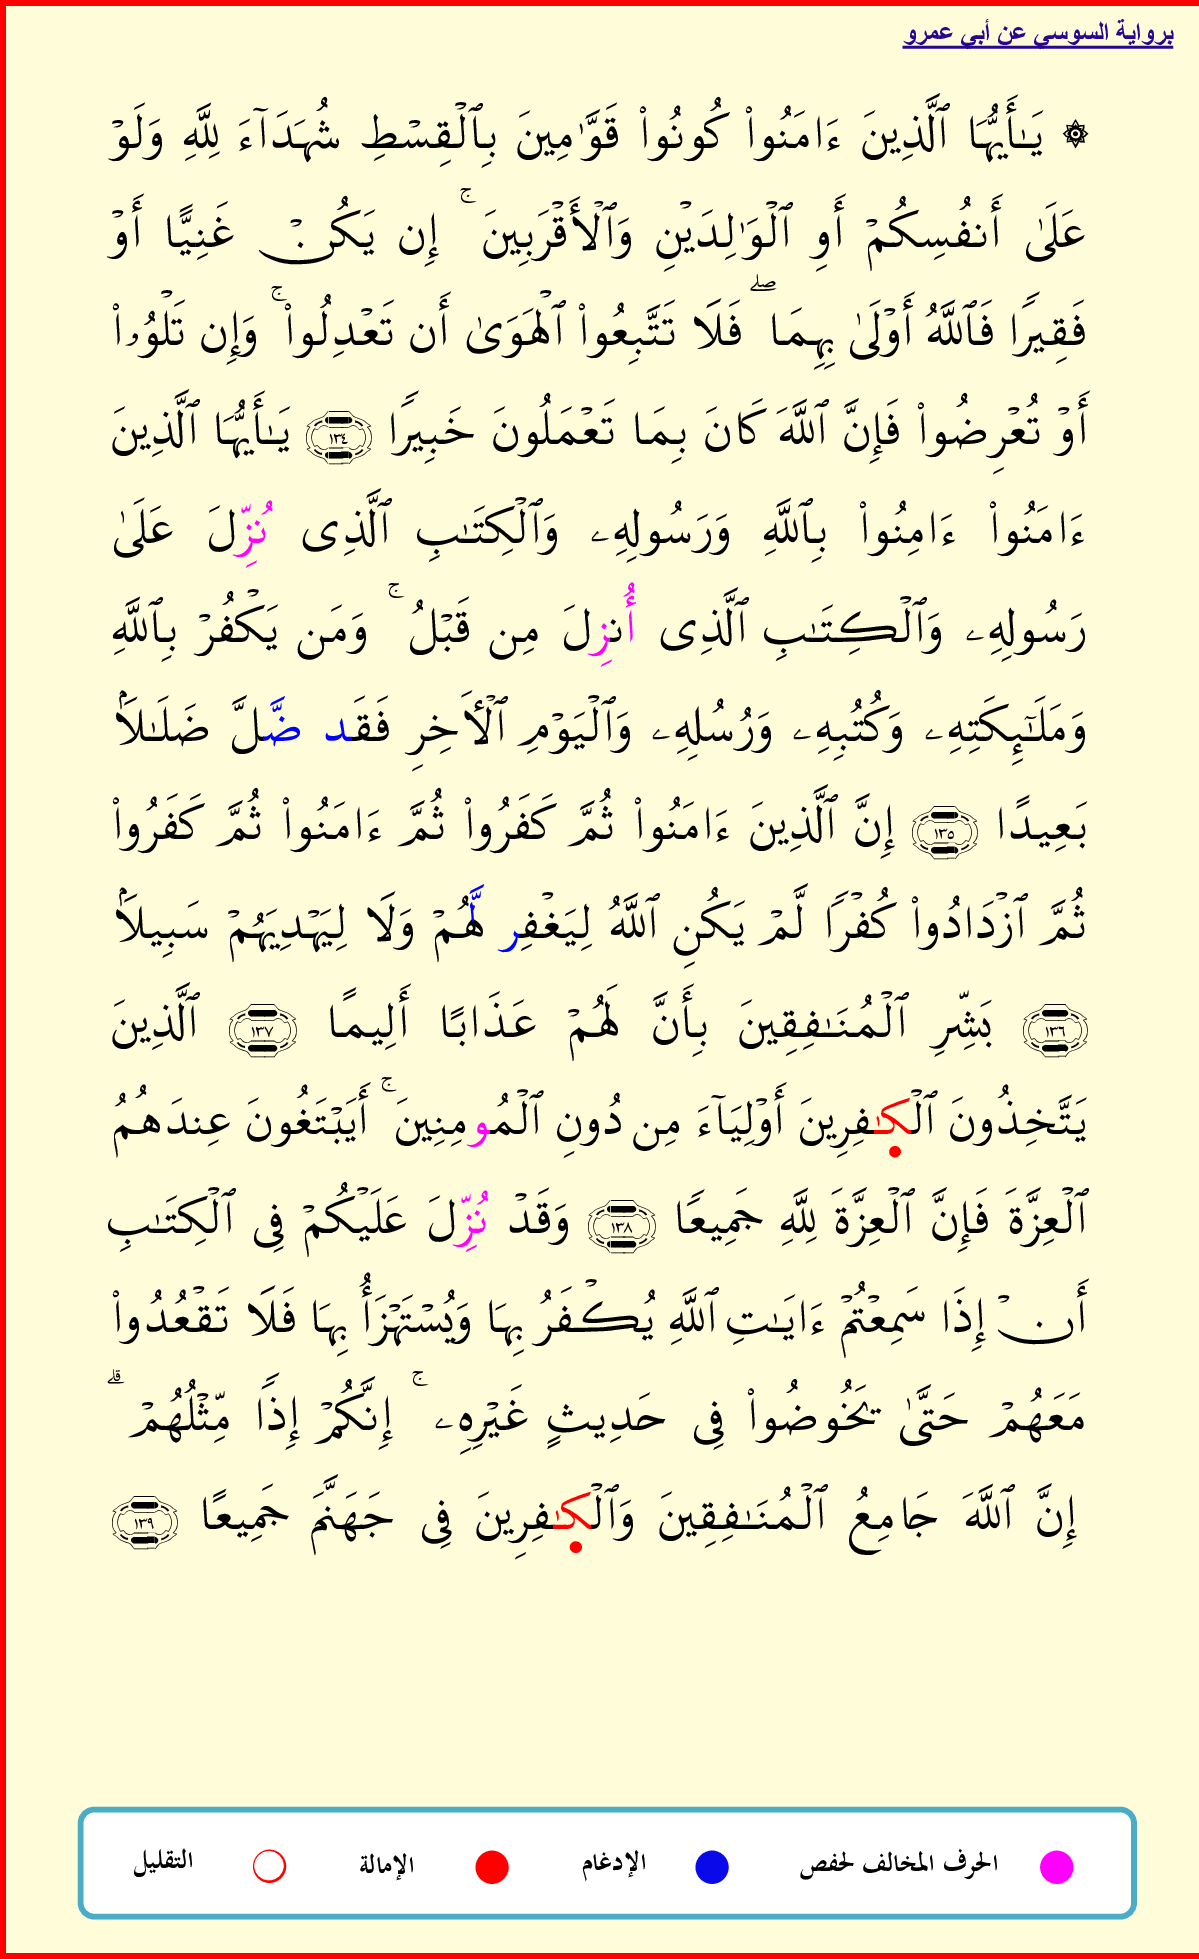 برواية السوسي عن أبي عمرو
۞ يَـٰٓأَيُّهَا ٱلَّذِينَ ءَامَنُوا۟ كُونُوا۟ قَوَّٰمِينَ بِٱلْقِسْطِ شُهَدَآءَ لِلَّهِ وَلَوْ
عَلَىٰٓ أَنفُسِكُمْ أَوِ ٱلْوَٰلِدَيْنِ وَٱلْأَقْرَبِينَ ۚ إِن يَكُنْ غَنِيًّا أَوْ
فَقِيرًا فَٱللَّهُ أَوْلَىٰ بِهِمَا ۖ فَلَا تَتَّبِعُوا۟ ٱلْهَوَىٰٓ أَن تَعْدِلُوا۟ ۚ وَإِن تَلْوُۥٓا۟
أَوْ تُعْرِضُوا۟ فَإِنَّ ٱللَّهَ كَانَ بِمَا تَعْمَلُونَ خَبِيرًا ١٣٤ يَـٰٓأَيُّهَا ٱلَّذِينَ
ءَامَنُوٓا۟ ءَامِنُوا۟ بِٱللَّهِ وَرَسُولِهِۦ وَٱلْكِتَـٰبِ ٱلَّذِى نُزِّلَ عَلَىٰ
رَسُولِهِۦ وَٱلْكِتَـٰبِ ٱلَّذِىٓ أُنزِلَ مِن قَبْلُ ۚ وَمَن يَكْفُرْ بِٱللَّهِ
وَمَلَـٰٓئِكَتِهِۦ وَكُتُبِهِۦ وَرُسُلِهِۦ وَٱلْيَوْمِ ٱلْـَٔاخِرِ فَقَد ضَّلَّ ضَلَـٰلًۢا
بَعِيدًا ١٣٥ إِنَّ ٱلَّذِينَ ءَامَنُوا۟ ثُمَّ كَفَرُوا۟ ثُمَّ ءَامَنُوا۟ ثُمَّ كَفَرُوا۟
ثُمَّ ٱزْدَادُوا۟ كُفْرًا لَّمْ يَكُنِ ٱللَّهُ لِيَغْفِر لَّهُمْ وَلَا لِيَهْدِيَهُمْ سَبِيلًۢا
١٣٦ بَشِّرِ ٱلْمُنَـٰفِقِينَ بِأَنَّ لَهُمْ عَذَابًا أَلِيمًا ١٣٧ ٱلَّذِينَ
يَتَّخِذُونَ ٱلْكَـٰفِرِينَ أَوْلِيَآءَ مِن دُونِ ٱلْمُومِنِينَ ۚ أَيَبْتَغُونَ عِندَهُمُ
ٱلْعِزَّةَ فَإِنَّ ٱلْعِزَّةَ لِلَّهِ جَمِيعًا ١٣٨ وَقَدْ نُزِّلَ عَلَيْكُمْ فِى ٱلْكِتَـٰبِ
أَنْ إِذَا سَمِعْتُمْ ءَايَـٰتِ ٱللَّهِ يُكْفَرُ بِهَا وَيُسْتَهْزَأُ بِهَا فَلَا تَقْعُدُوا۟
مَعَهُمْ حَتَّىٰ يَخُوضُوا۟ فِى حَدِيثٍ غَيْرِهِۦٓ ۚ إِنَّكُمْ إِذًا مِّثْلُهُمْ ۗ
إِنَّ ٱللَّهَ جَامِعُ ٱلْمُنَـٰفِقِينَ وَٱلْكَـٰفِرِينَ فِى جَهَنَّمَ جَمِيعًا ١٣٩
الحرف المخالف لحفص الإدغام الإمالة التقليل